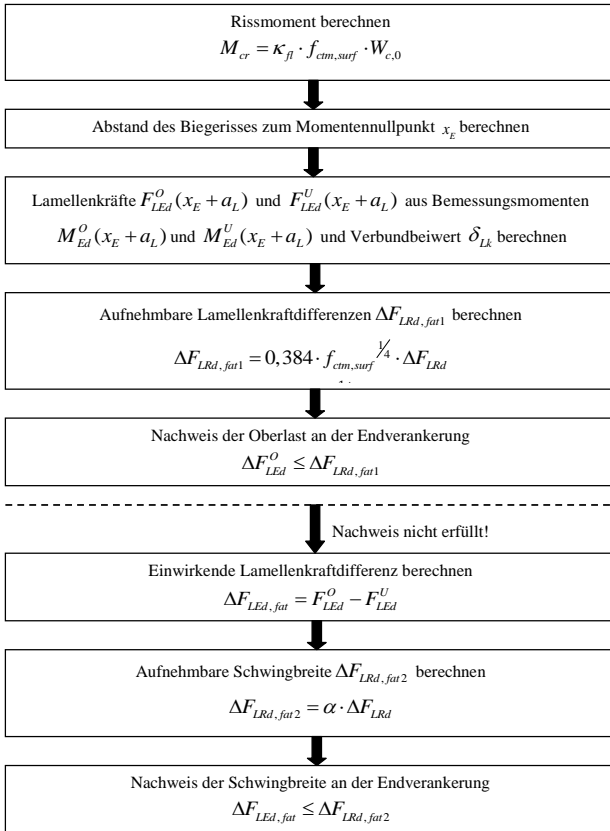 Rissmoment berechnen
M_cr = κ_fl · f_ctm,surf · W_c,0
Abstand des Biegerisses zum Momentennullpunkt x_E berechnen
Lamellenkräfte F^O_LEd(x_E + a_L) und F^U_LEd(x_E + a_L) aus Bemessungsmomenten
M^O_Ed(x_E + a_L) und M^U_Ed(x_E + a_L) und Verbundbeiwert δ_Lk berechnen
Aufnehmbare Lamellenkraftdifferenzen ΔF_LRd,fat1 berechnen
ΔF_LRd,fat1 = 0,384 · f_ctm,surf^1/4 · ΔF_LRd
Nachweis der Oberlast an der Endverankerung
ΔF^O_LEd ≤ ΔF_LRd,fat1
Nachweis nicht erfüllt!
Einwirkende Lamellenkraftdifferenz berechnen
ΔF_LEd,fat = F^O_LEd − F^U_LEd
Aufnehmbare Schwingbreite ΔF_LRd,fat2 berechnen
ΔF_LRd,fat2 = α · ΔF_LRd
Nachweis der Schwingbreite an der Endverankerung
ΔF_LEd,fat ≤ ΔF_LRd,fat2